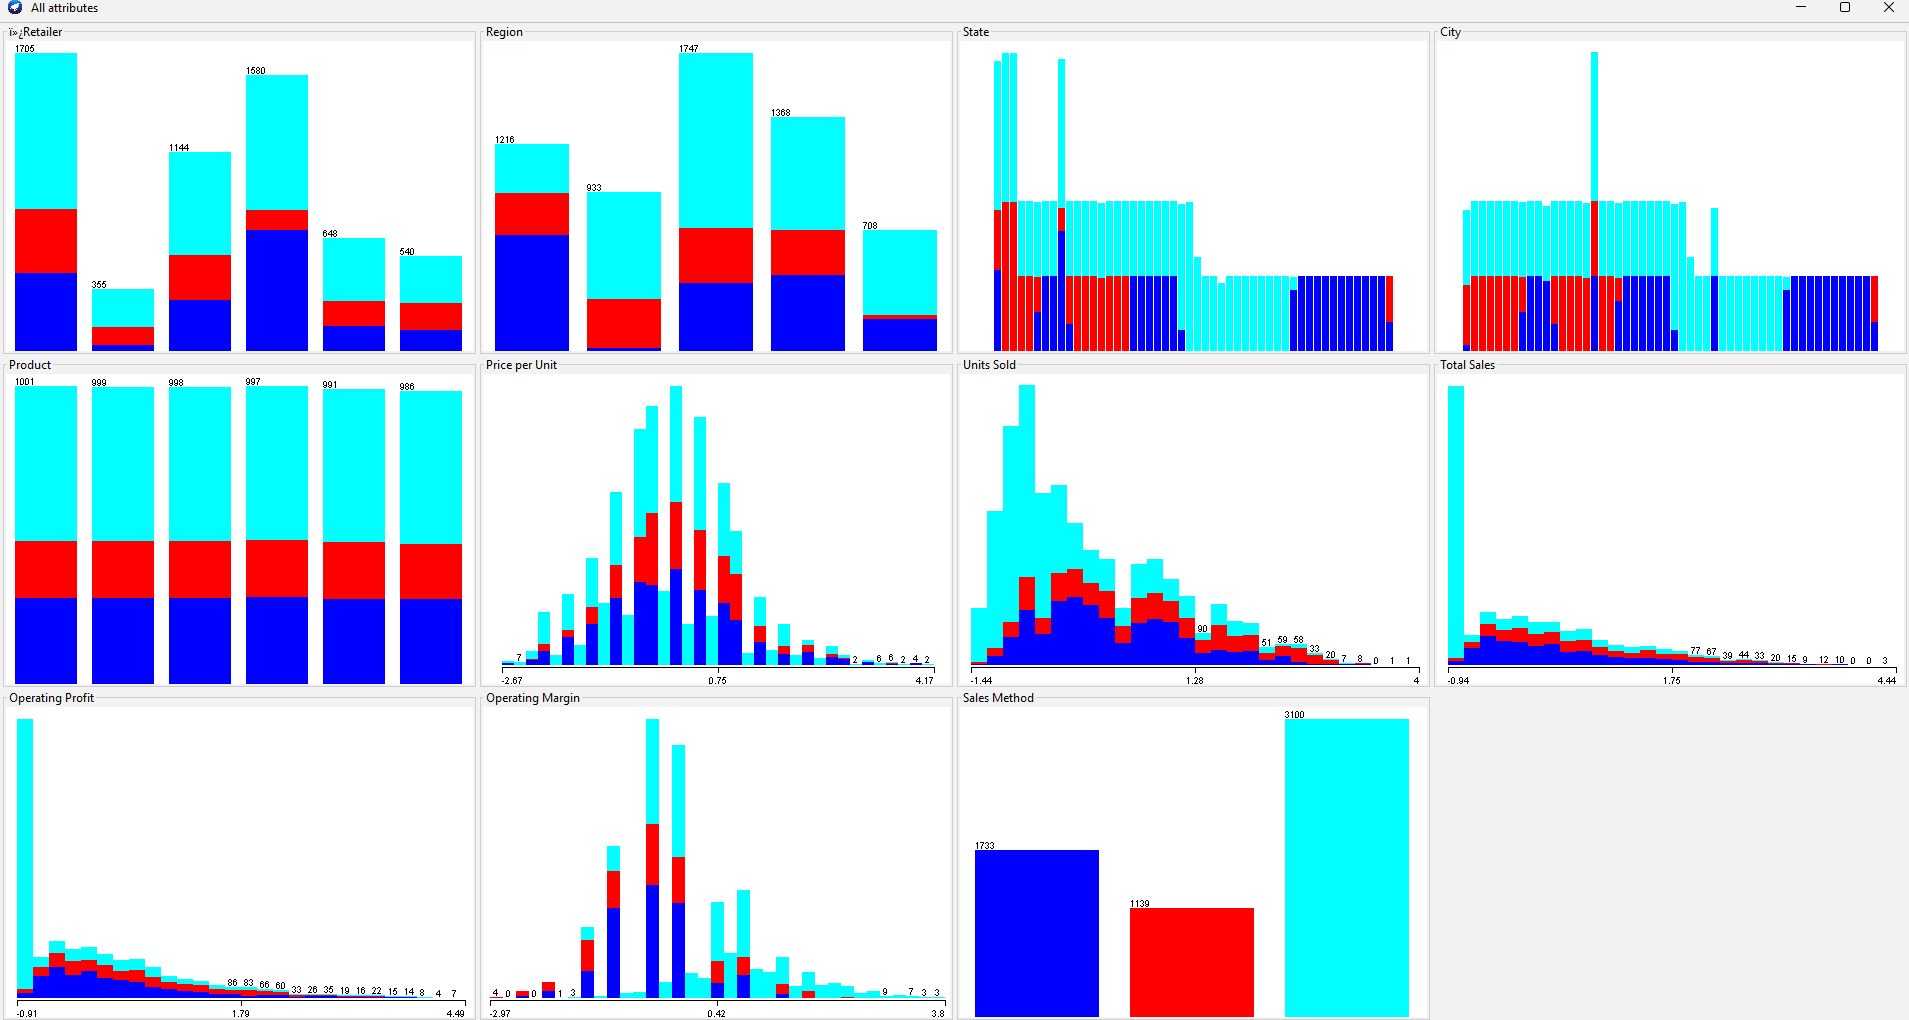 All attributes
ï»¿Retailer
1705
355
1144
1580
648
540
Region
1216
933
1747
1368
708
State
City
Product
1001
999
998
997
991
986
Price per Unit
7
2 6 6 2 4 2
-2.67 0.75 4.17
Units Sold
90
51 59 58 33 20 7 8 0 1 1
-1.44 1.28 4
Total Sales
77 67 39 44 33 20 15 9 12 10 0 0 3
-0.94 1.75 4.44
Operating Profit
86 83 66 60 33 26 35 19 16 22 15 14 8 4 7
-0.91 1.79 4.49
Operating Margin
4 0 0 1 3
9 7 3 3
-2.97 0.42 3.8
Sales Method
1733
1139
3100